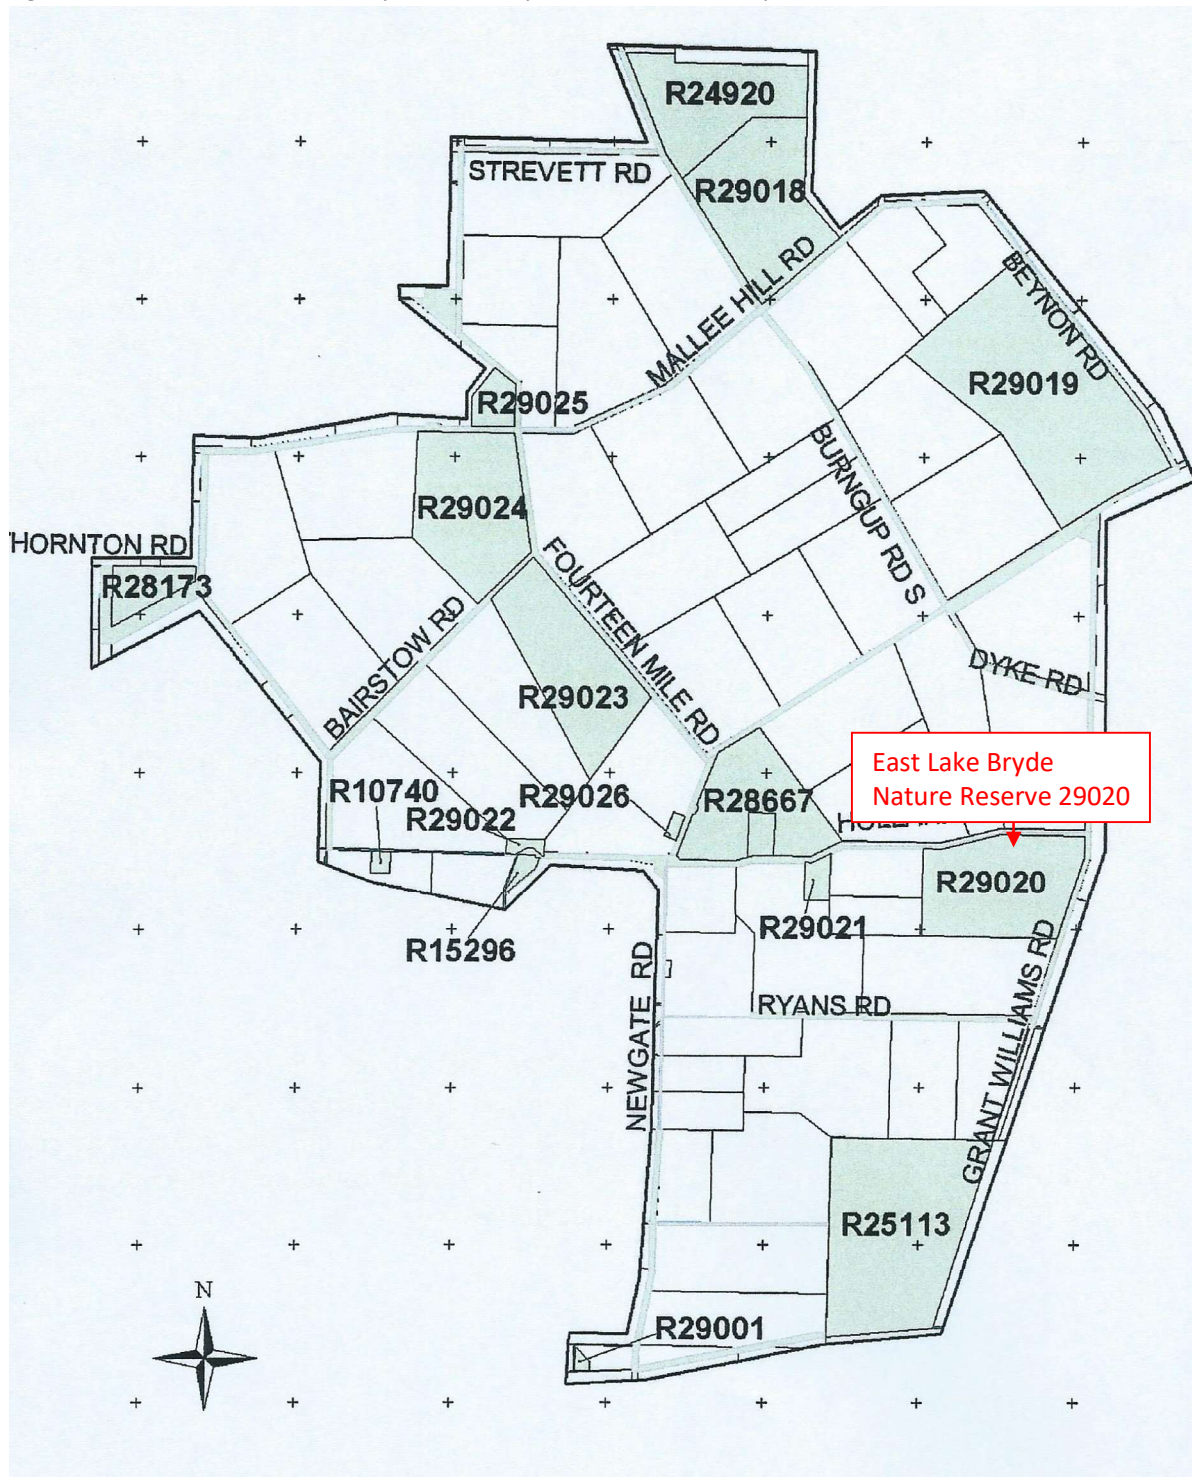 R24920
STREVETT RD
R29018
MALLEE HILL RD
BEYNON RD
R29019
R29025
BURNGUP RD S
R29024
THORNTON RD
R28173
FOURTEEN MILE RD
BAIRSTOW RD
DYKE RD
R29023
East Lake Bryde
Nature Reserve 29020
R10740
R29026
R28667
R29022
R29020
R29021
R15296
NEWGATE RD
RYANS RD
GRANT WILLIAMS RD
R25113
N
R29001